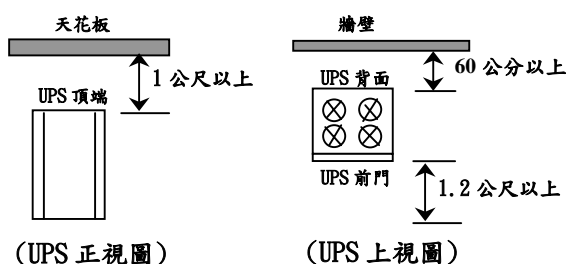 天花板
1公尺以上
UPS 頂端
(UPS 正視圖)
牆壁
60 公分以上
UPS 背面
UPS 前門
1.2公尺以上
(UPS 上視圖)